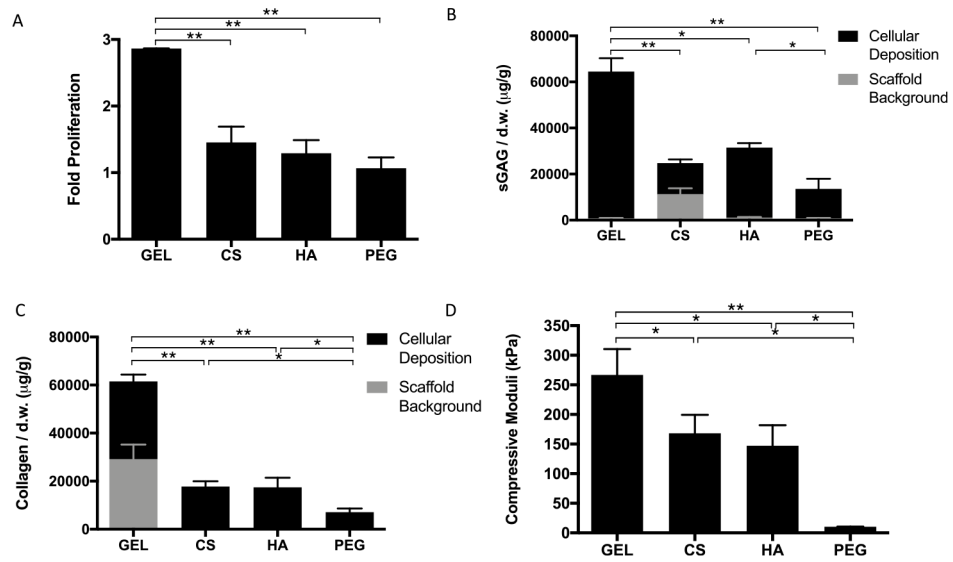 A
**
**
**
Fold Proliferation
3
2
1
0
GEL CS HA PEG
B
**
*
*
**
sGAG / d.w. (μg/g)
80000
60000
40000
20000
0
GEL CS HA PEG
Cellular
Deposition
Scaffold
Background
C
**
**
*
**
*
Collagen / d.w. (μg/g)
80000
60000
40000
20000
0
GEL CS HA PEG
Cellular
Deposition
Scaffold
Background
D
**
*
*
*
*
Compressive Moduli (kPa)
350
300
250
200
150
100
50
0
GEL CS HA PEG